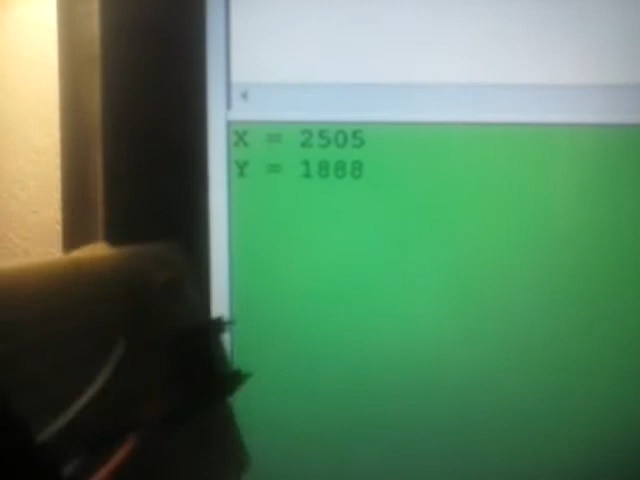 X = 2505
Y = 1888